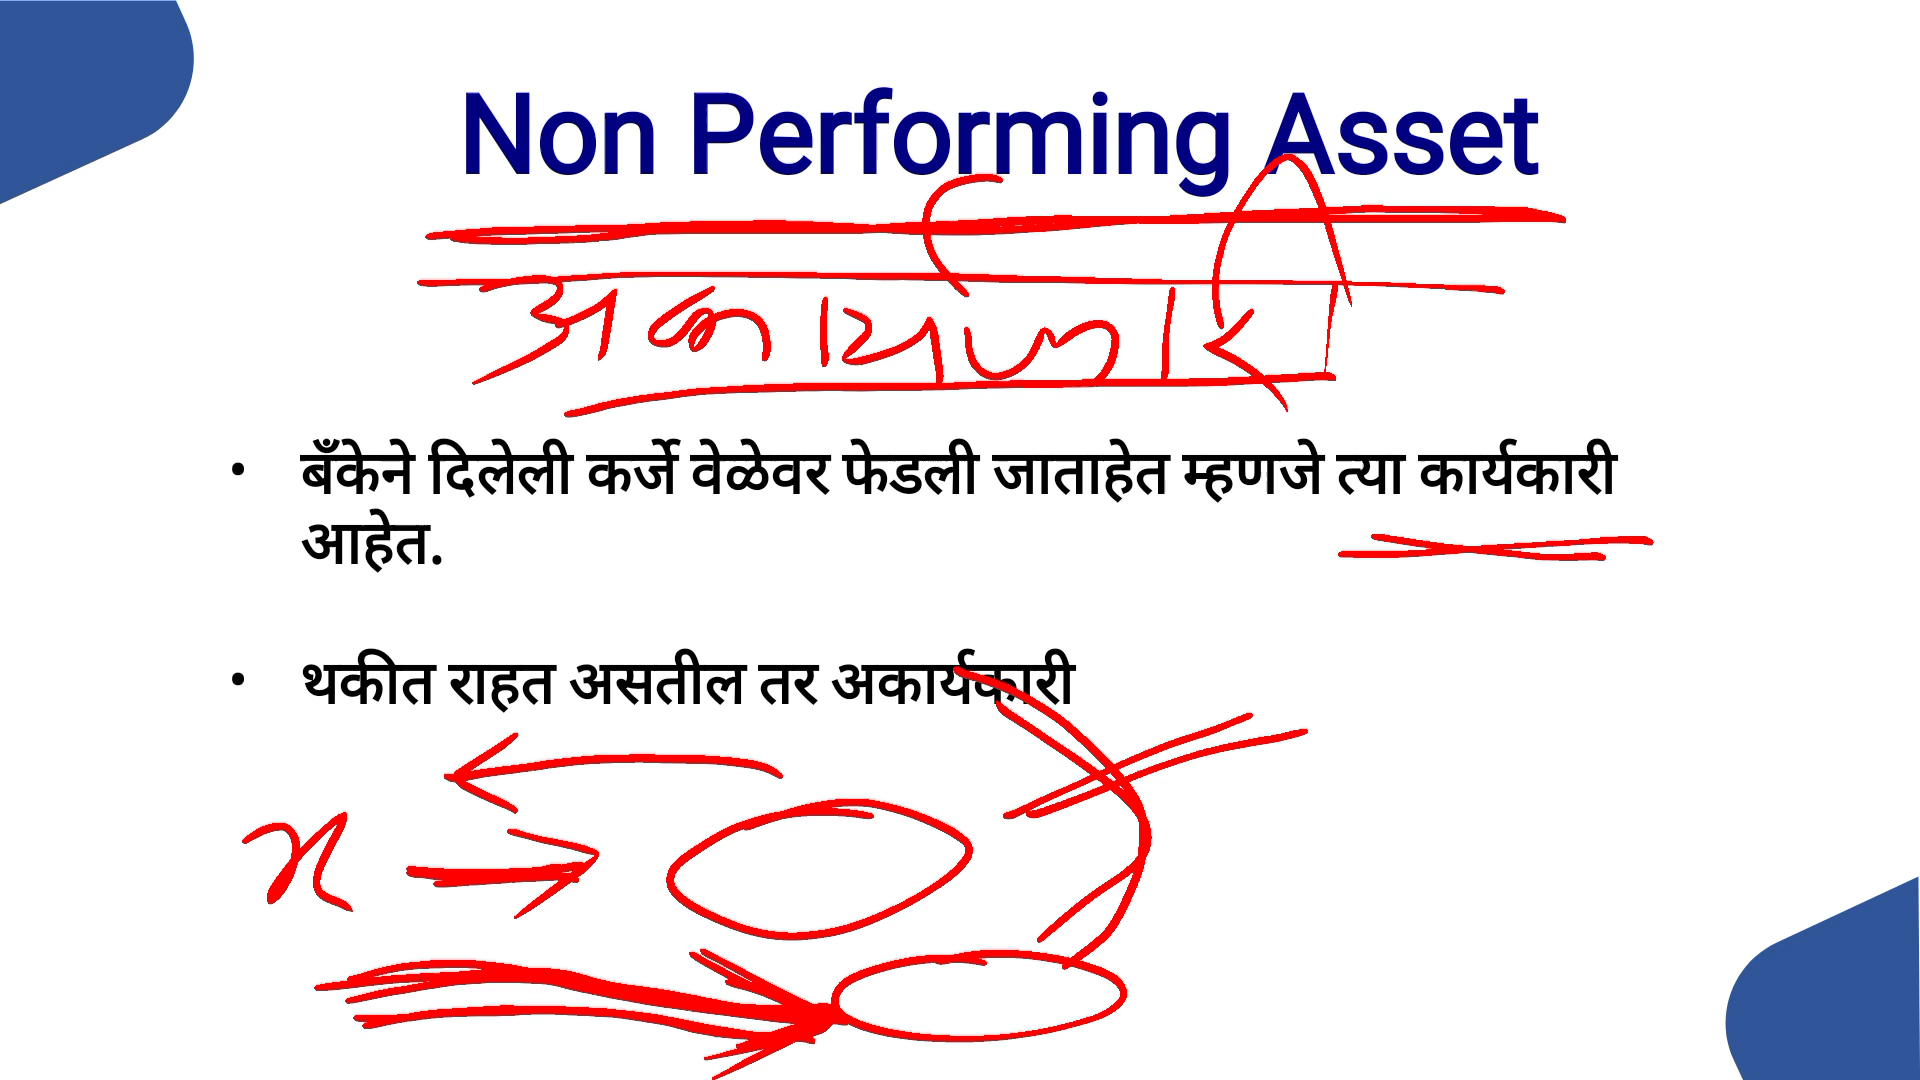 Non Performing Asset
अकार्यकारी
• बँकेने दिलेली कर्जे वेळेवर फेडली जाताहेत म्हणजे त्या कार्यकारी
आहेत.
• थकीत राहत असतील तर अकार्यकारी
x